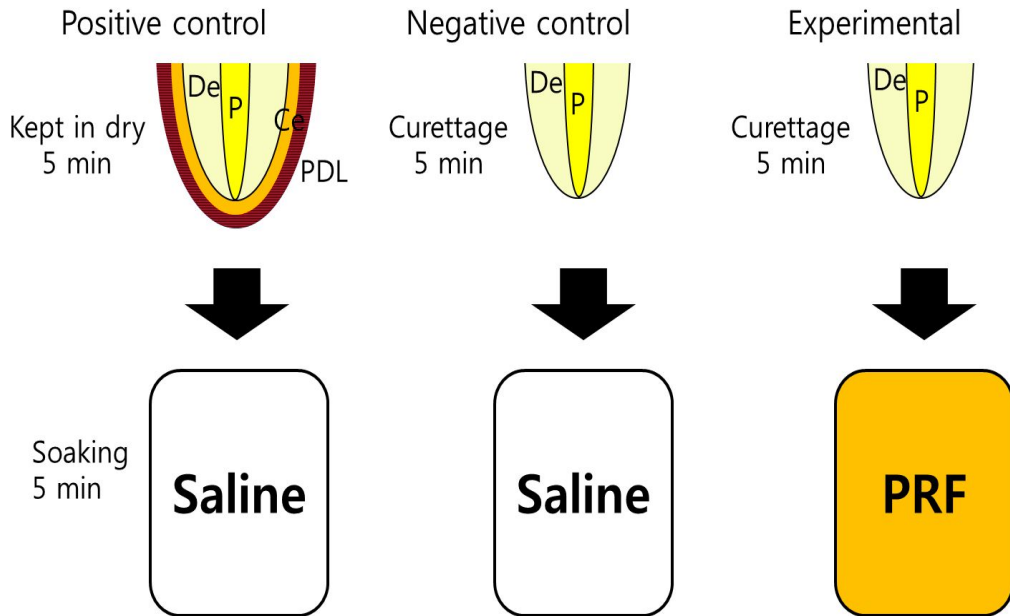 Positive control
Negative control
Experimental
De
P
Ce
PDL
Kept in dry
5 min
De
P
Curettage
5 min
De
P
Curettage
5 min
Soaking
5 min
Saline
Saline
PRF